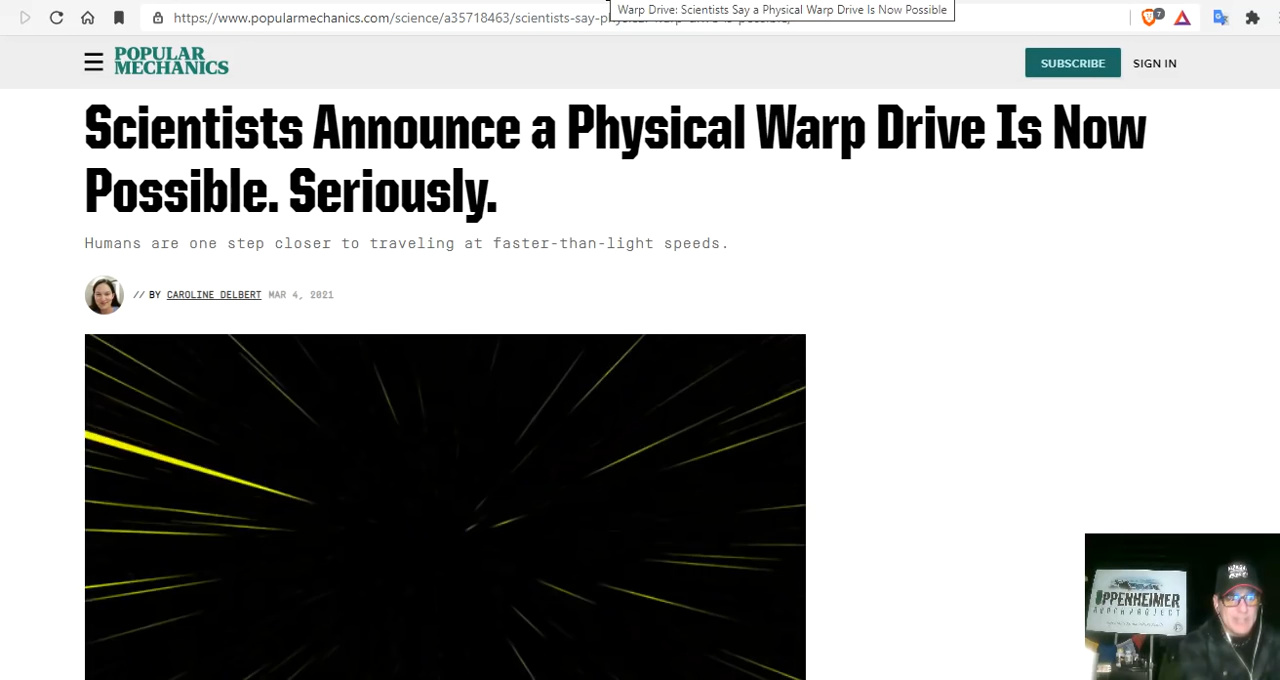 Warp Drive: Scientists Say a Physical Warp Drive Is Now Possible
https://www.popularmechanics.com/science/a35718463/scientists-say-physical-warp-drive-is-possible/
7
POPULAR
MECHANICS
SUBSCRIBE
SIGN IN
Scientists Announce a Physical Warp Drive Is Now
Possible. Seriously.
Humans are one step closer to traveling at faster-than-light speeds.
// BY CAROLINE DELBERT MAR 4, 2021
OPPENHEIMER
RANCH PROJECT